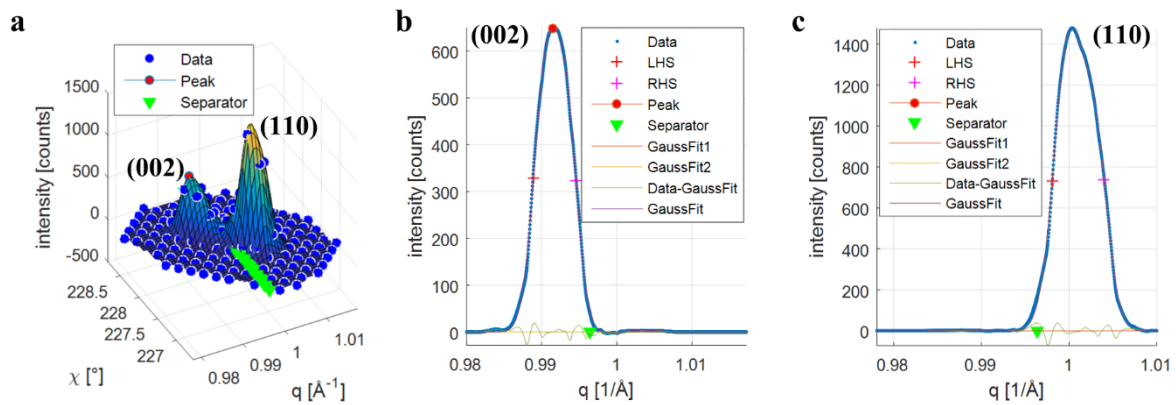 a
Data
Peak
Separator
(110)
(002)
intensity [counts]
1500
1000
500
0
-500
228.5
228
227.5
227
χ [°]
0.98
0.99
1
1.01
q [Å-1]
b
(002)
Data
LHS
RHS
Peak
Separator
GaussFit1
GaussFit2
Data-GaussFit
GaussFit
intensity [counts]
600
500
400
300
200
100
0
0.98
0.99
1
1.01
q [1/Å]
c
(110)
Data
LHS
RHS
Peak
Separator
GaussFit1
GaussFit2
Data-GaussFit
GaussFit
intensity [counts]
1400
1200
1000
800
600
400
200
0
0.98
0.99
1
1.01
q [1/Å]